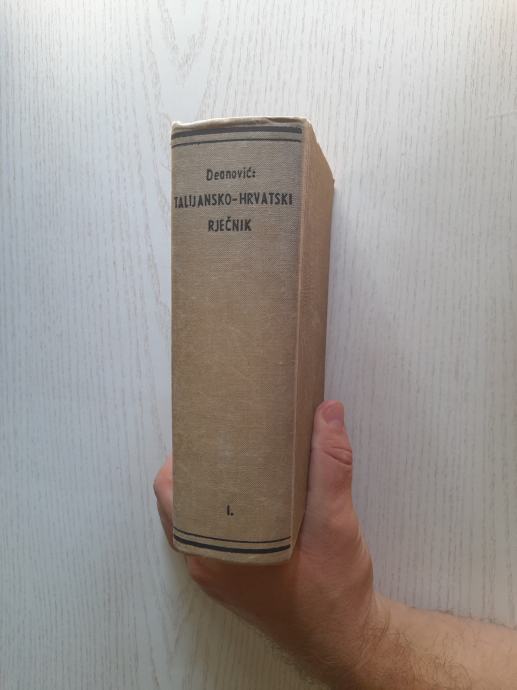 Deanović:
TALIJANSKO-HRVATSKI
RJEČNIK
I.